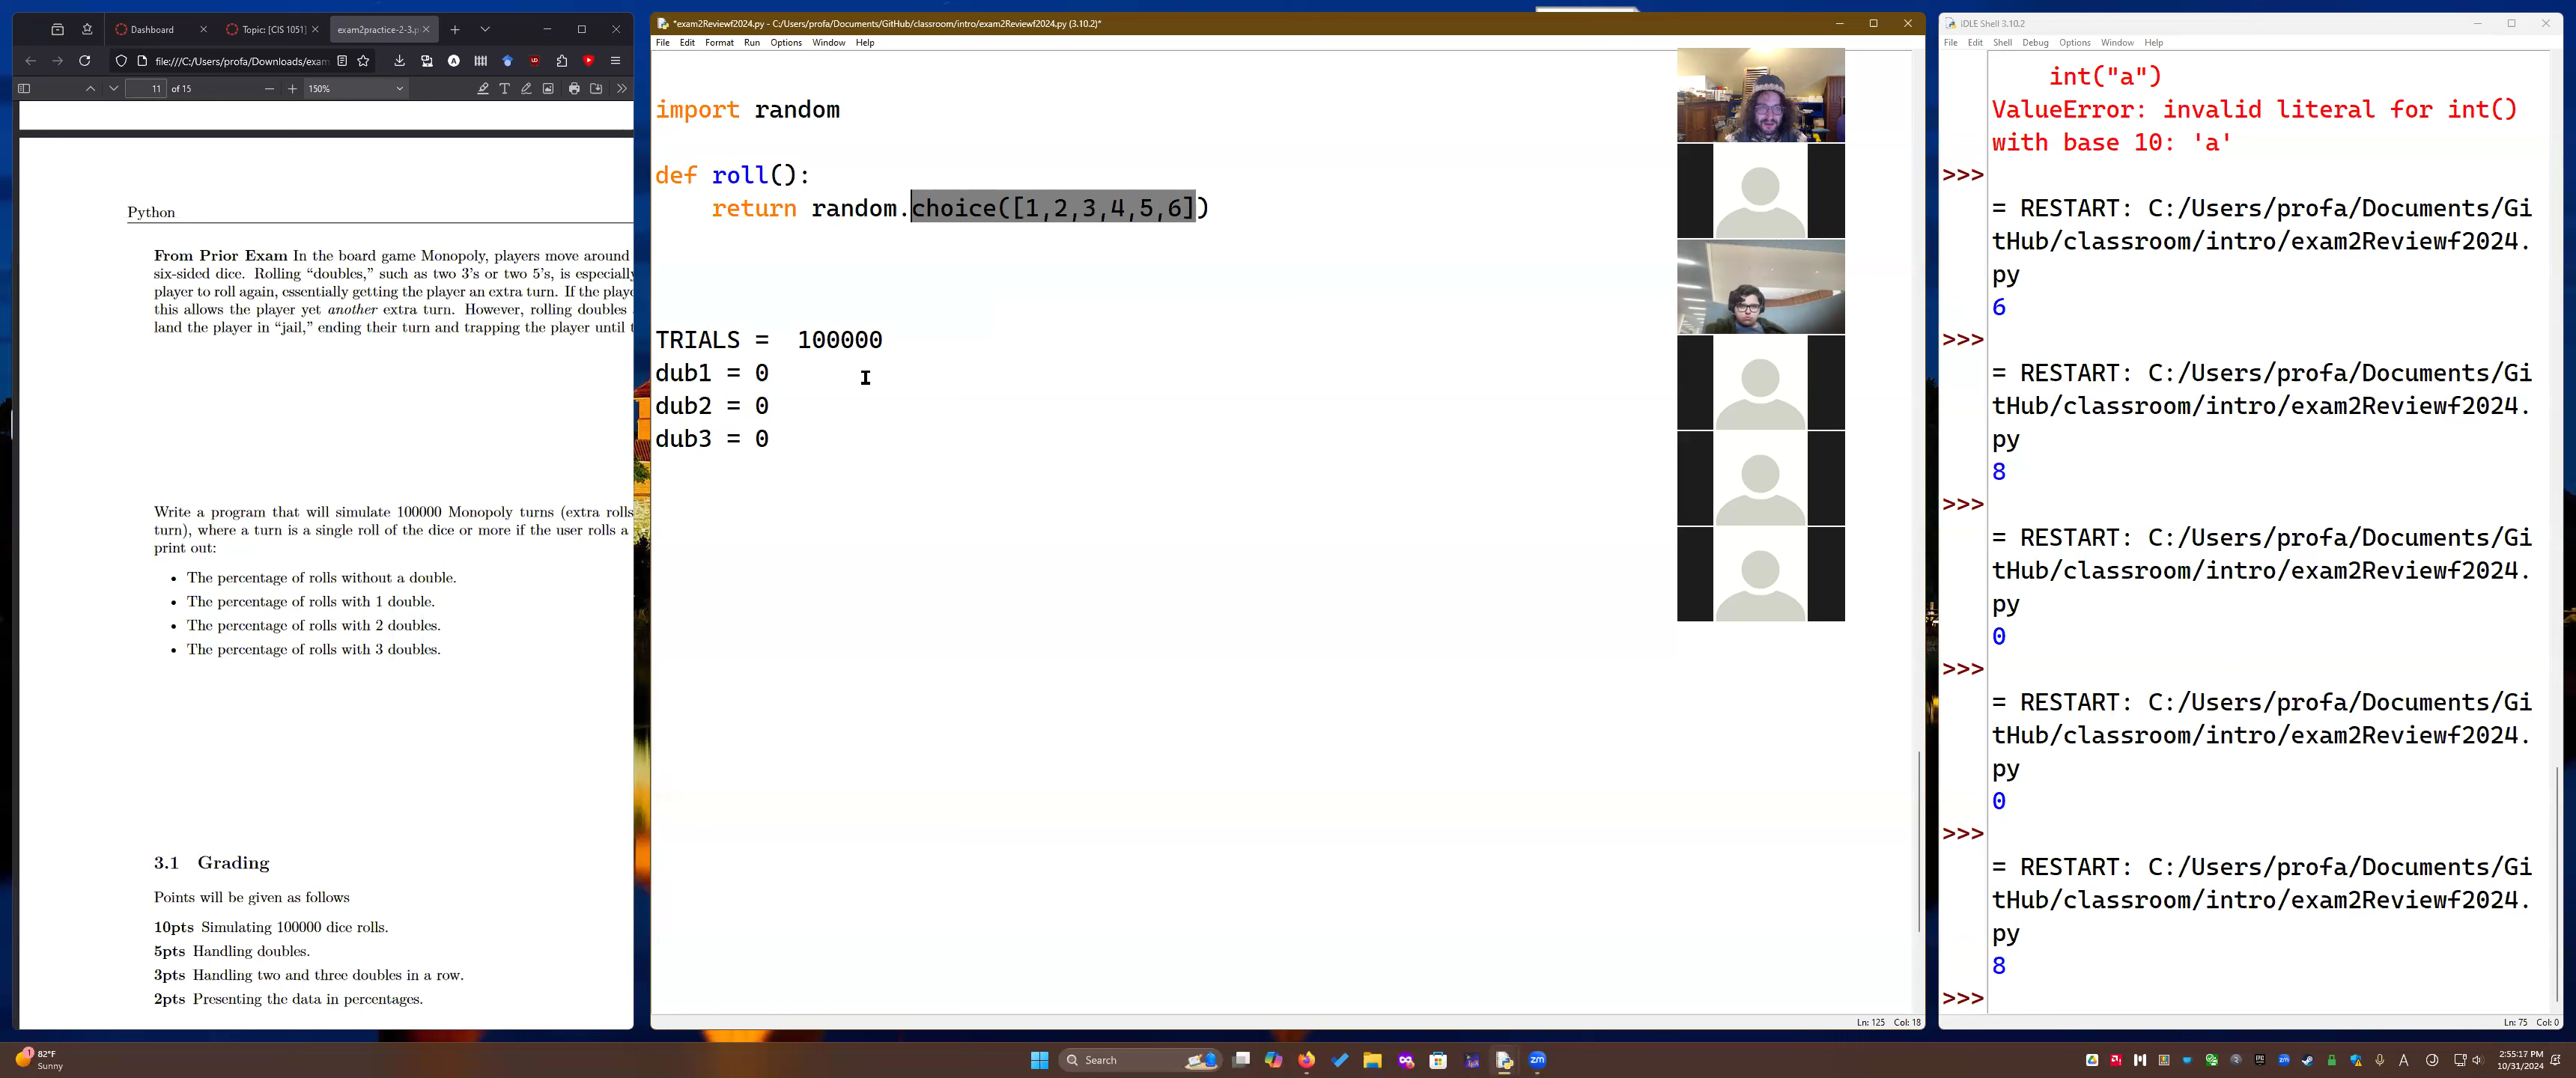 Dashboard
Topic: [CIS 1051]
exam2practice-2-3.p
file:///C:/Users/profa/Downloads/exam
11 of 15
150%
Python
From Prior Exam In the board game Monopoly, players move around
six-sided dice. Rolling “doubles,” such as two 3’s or two 5’s, is especially
player to roll again, essentially getting the player an extra turn. If the playe
this allows the player yet another extra turn. However, rolling doubles
land the player in “jail,” ending their turn and trapping the player until t
Write a program that will simulate 100000 Monopoly turns (extra rolls
turn), where a turn is a single roll of the dice or more if the user rolls a
print out:
• The percentage of rolls without a double.
• The percentage of rolls with 1 double.
• The percentage of rolls with 2 doubles.
• The percentage of rolls with 3 doubles.
3.1 Grading
Points will be given as follows
10pts Simulating 100000 dice rolls.
5pts Handling doubles.
3pts Handling two and three doubles in a row.
2pts Presenting the data in percentages.
*exam2Reviewf2024.py - C:/Users/profa/Documents/GitHub/classroom/intro/exam2Reviewf2024.py (3.10.2)*
File Edit Format Run Options Window Help
import random
def roll():
    return random.choice([1,2,3,4,5,6])
TRIALS =  100000
dub1 = 0
dub2 = 0
dub3 = 0
Ln: 125 Col: 18
IDLE Shell 3.10.2
File Edit Shell Debug Options Window Help
    int("a")
ValueError: invalid literal for int()
with base 10: 'a'
>>>
= RESTART: C:/Users/profa/Documents/Gi
tHub/classroom/intro/exam2Reviewf2024.
py
6
>>>
= RESTART: C:/Users/profa/Documents/Gi
tHub/classroom/intro/exam2Reviewf2024.
py
8
>>>
= RESTART: C:/Users/profa/Documents/Gi
tHub/classroom/intro/exam2Reviewf2024.
py
0
>>>
= RESTART: C:/Users/profa/Documents/Gi
tHub/classroom/intro/exam2Reviewf2024.
py
0
>>>
= RESTART: C:/Users/profa/Documents/Gi
tHub/classroom/intro/exam2Reviewf2024.
py
8
>>>
Ln: 75 Col: 0
82°F
Sunny
Search
zm
2:55:17 PM
10/31/2024